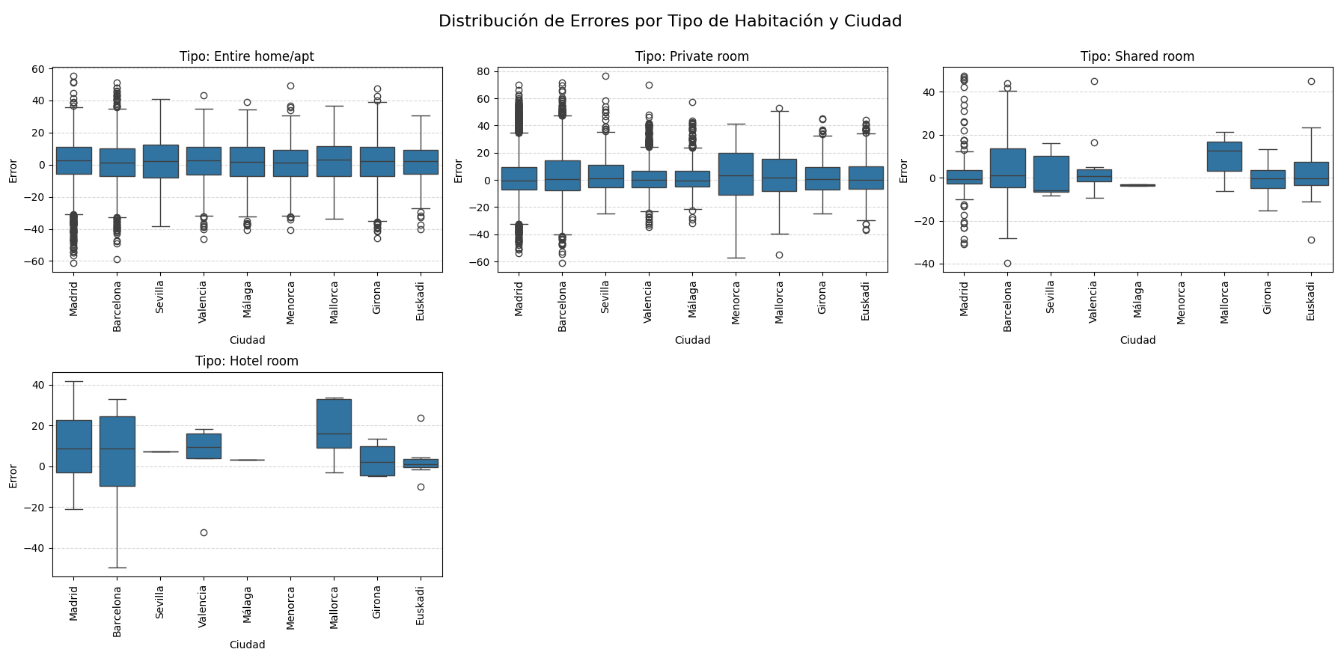 Distribución de Errores por Tipo de Habitación y Ciudad
Tipo: Entire home/apt
60
40
20
0
−20
−40
−60
Error
Madrid
Barcelona
Sevilla
Valencia
Málaga
Menorca
Mallorca
Girona
Euskadi
Ciudad
Tipo: Private room
80
60
40
20
0
−20
−40
−60
Error
Madrid
Barcelona
Sevilla
Valencia
Málaga
Menorca
Mallorca
Girona
Euskadi
Ciudad
Tipo: Shared room
40
20
0
−20
−40
Error
Madrid
Barcelona
Sevilla
Valencia
Málaga
Menorca
Mallorca
Girona
Euskadi
Ciudad
Tipo: Hotel room
40
20
0
−20
−40
Error
Madrid
Barcelona
Sevilla
Valencia
Málaga
Menorca
Mallorca
Girona
Euskadi
Ciudad